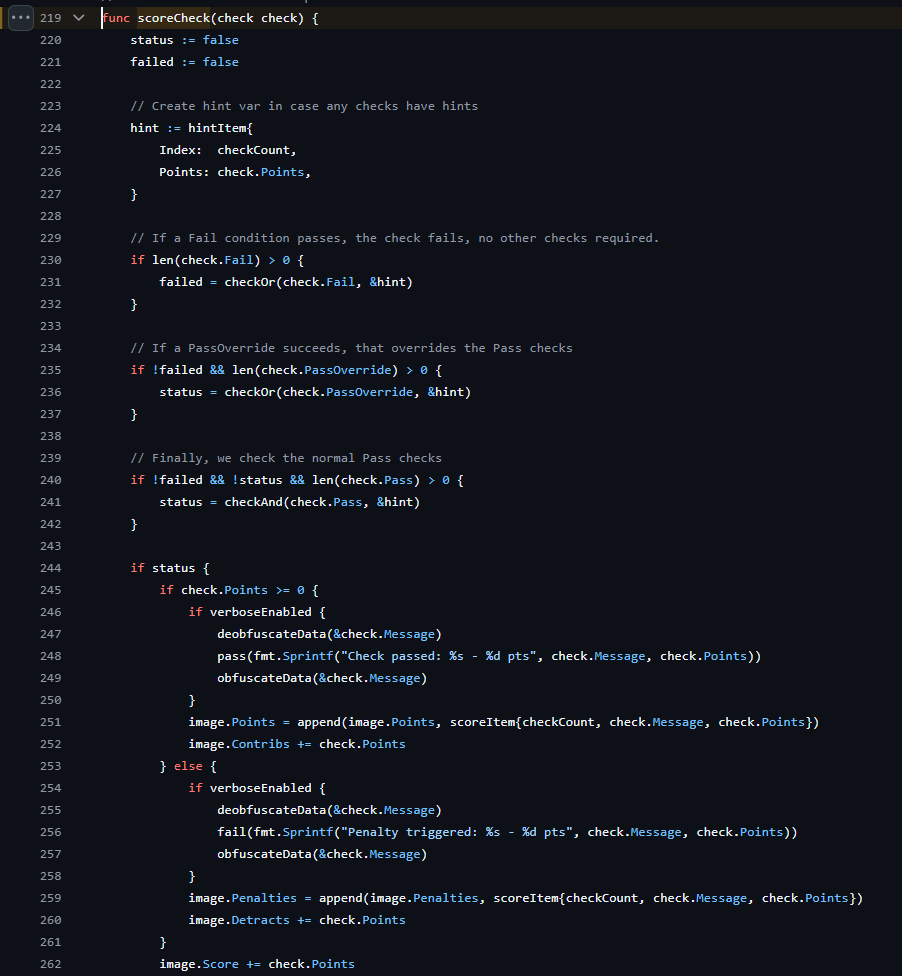 219 func scoreCheck(check check) {
220     status := false
221     failed := false
222
223     // Create hint var in case any checks have hints
224     hint := hintItem{
225         Index:  checkCount,
226         Points: check.Points,
227     }
228
229     // If a Fail condition passes, the check fails, no other checks required.
230     if len(check.Fail) > 0 {
231         failed = checkOr(check.Fail, &hint)
232     }
233
234     // If a PassOverride succeeds, that overrides the Pass checks
235     if !failed && len(check.PassOverride) > 0 {
236         status = checkOr(check.PassOverride, &hint)
237     }
238
239     // Finally, we check the normal Pass checks
240     if !failed && !status && len(check.Pass) > 0 {
241         status = checkAnd(check.Pass, &hint)
242     }
243
244     if status {
245         if check.Points >= 0 {
246             if verboseEnabled {
247                 deobfuscateData(&check.Message)
248                 pass(fmt.Sprintf("Check passed: %s - %d pts", check.Message, check.Points))
249                 obfuscateData(&check.Message)
250             }
251             image.Points = append(image.Points, scoreItem{checkCount, check.Message, check.Points})
252             image.Contribs += check.Points
253         } else {
254             if verboseEnabled {
255                 deobfuscateData(&check.Message)
256                 fail(fmt.Sprintf("Penalty triggered: %s - %d pts", check.Message, check.Points))
257                 obfuscateData(&check.Message)
258             }
259             image.Penalties = append(image.Penalties, scoreItem{checkCount, check.Message, check.Points})
260             image.Detracts += check.Points
261         }
262         image.Score += check.Points